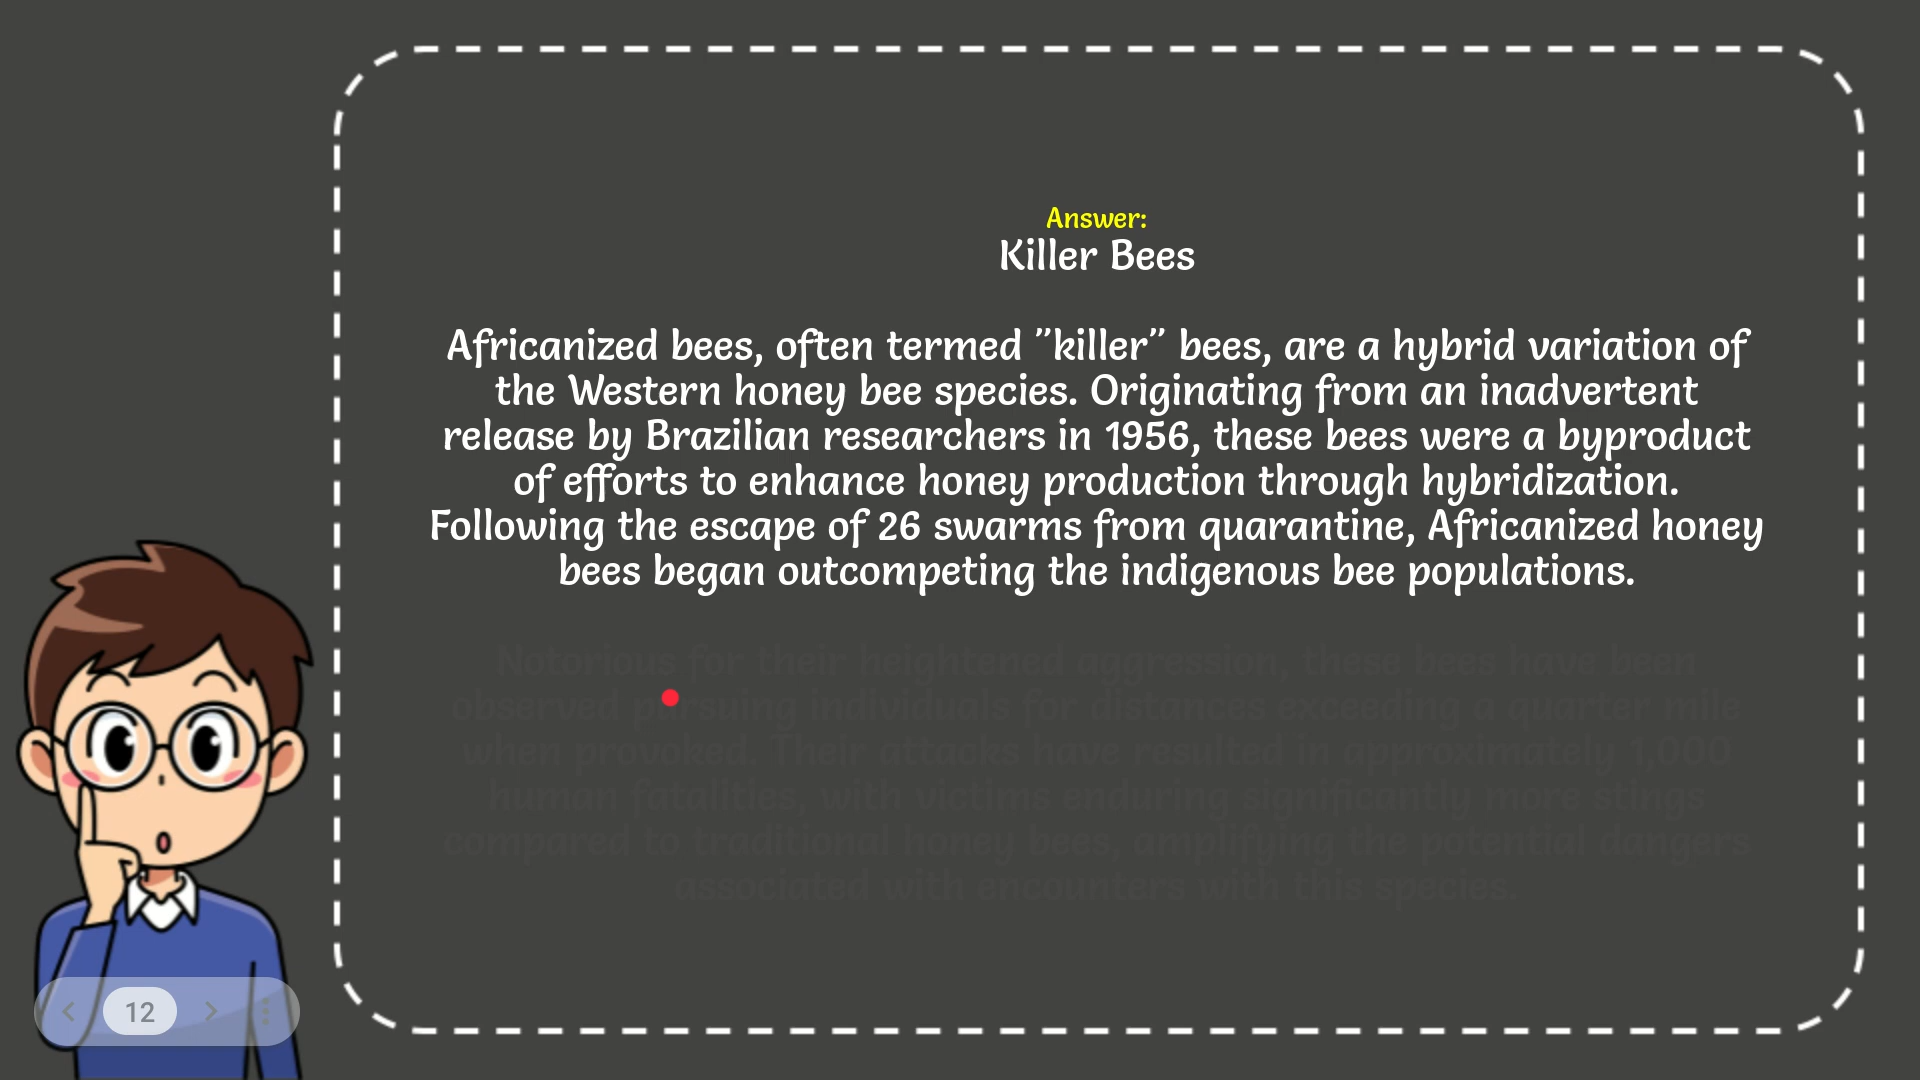 Answer:
Killer Bees
Africanized bees, often termed "killer" bees, are a hybrid variation of
the Western honey bee species. Originating from an inadvertent
release by Brazilian researchers in 1956, these bees were a byproduct
of efforts to enhance honey production through hybridization.
Following the escape of 26 swarms from quarantine, Africanized honey
bees began outcompeting the indigenous bee populations.
Notorious for their heightened aggression, these bees have been
observed pursuing individuals for distances exceeding a quarter mile
when provoked. Their attacks have resulted in approximately 1,000
human fatalities, with victims enduring significantly more stings
compared to traditional honey bees, amplifying the potential dangers
associated with encounters with this species.
12